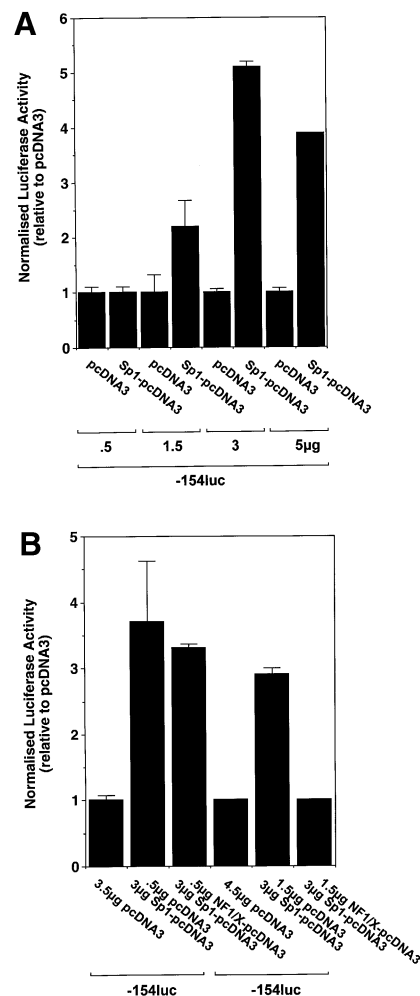 A
Normalised Luciferase Activity
(relative to pcDNA3)
6
5
4
3
2
1
0
pcDNA3
Sp1-pcDNA3
pcDNA3
Sp1-pcDNA3
pcDNA3
Sp1-pcDNA3
pcDNA3
Sp1-pcDNA3
.5
1.5
3
5µg
-154luc
B
Normalised Luciferase Activity
(relative to pcDNA3)
5
4
3
2
1
0
3.5µg pcDNA3
.5µg pcDNA3
3µg Sp1-pcDNA3
.5µg NF1/X-pcDNA3
3µg Sp1-pcDNA3
4.5µg pcDNA3
1.5µg pcDNA3
3µg Sp1-pcDNA3
1.5µg NF1/X-pcDNA3
3µg Sp1-pcDNA3
-154luc
-154luc